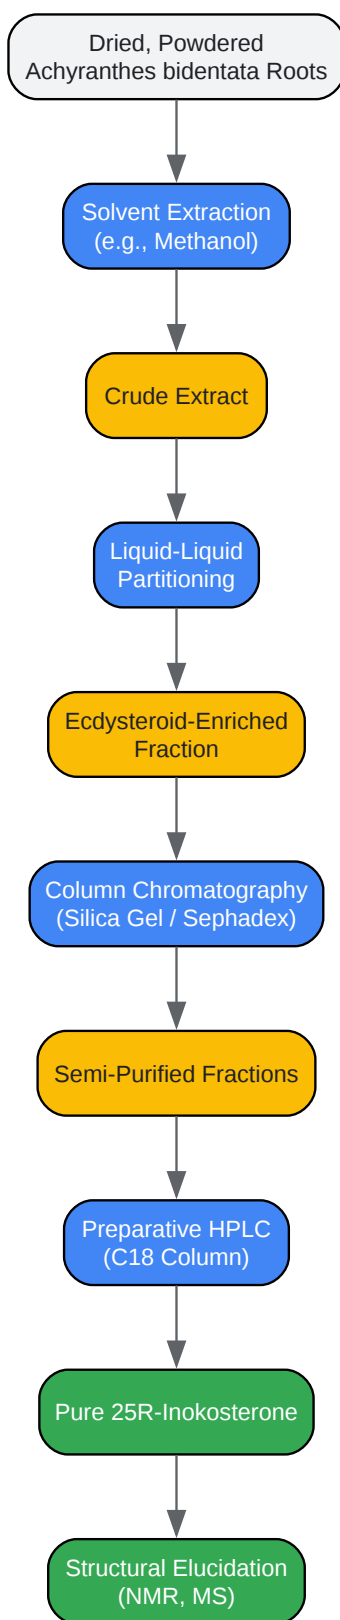 Dried, Powdered
Achyranthes bidentata Roots
Solvent Extraction
(e.g., Methanol)
Crude Extract
Liquid-Liquid
Partitioning
Ecdysteroid-Enriched
Fraction
Column Chromatography
(Silica Gel / Sephadex)
Semi-Purified Fractions
Preparative HPLC
(C18 Column)
Pure 25R-Inokosterone
Structural Elucidation
(NMR, MS)